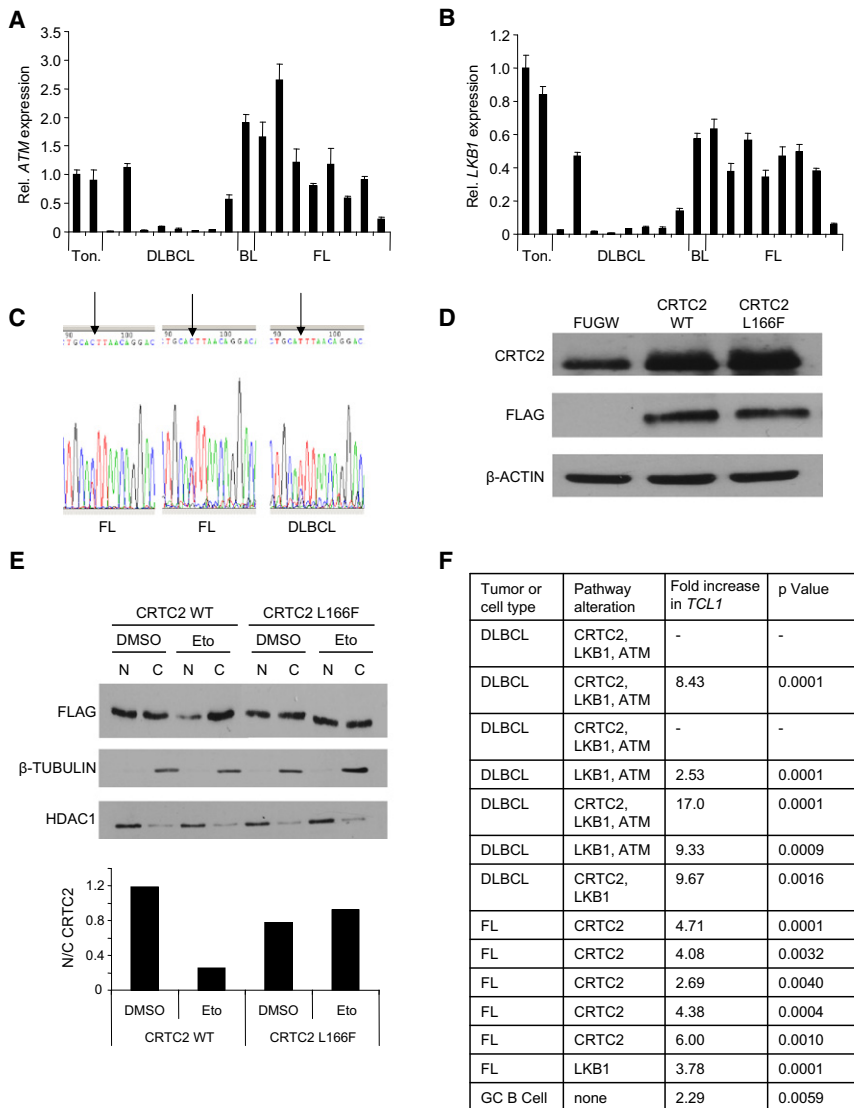 A
Rel. ATM expression
3.5
3.0
2.5
2.0
1.5
1.0
0.5
0
Ton. DLBCL BL FL
B
Rel. LKB1 expression
1.2
1.0
0.8
0.6
0.4
0.2
0
Ton. DLBCL BL FL
C
90 100
TGCACTTAACAGGAC
FL
100
TGCACTTAACAGGAC
FL
90 100
CTGCATTTAACAGGAC
DLBCL
D
FUGW CRTC2 WT CRTC2 L166F
CRTC2
FLAG
β-ACTIN
E
CRTC2 WT CRTC2 L166F
DMSO Eto DMSO Eto
N C N C N C N C
FLAG
β-TUBULIN
HDAC1
N/C CRTC2
1.2
0.8
0.4
0
DMSO Eto DMSO Eto
CRTC2 WT CRTC2 L166F
F
Tumor or cell type Pathway alteration Fold increase in TCL1 p Value
DLBCL CRTC2, LKB1, ATM - -
DLBCL CRTC2, LKB1, ATM 8.43 0.0001
DLBCL CRTC2, LKB1, ATM - -
DLBCL LKB1, ATM 2.53 0.0001
DLBCL CRTC2, LKB1, ATM 17.0 0.0001
DLBCL LKB1, ATM 9.33 0.0009
DLBCL CRTC2, LKB1 9.67 0.0016
FL CRTC2 4.71 0.0001
FL CRTC2 4.08 0.0032
FL CRTC2 2.69 0.0040
FL CRTC2 4.38 0.0004
FL CRTC2 6.00 0.0010
FL LKB1 3.78 0.0001
GC B Cell none 2.29 0.0059